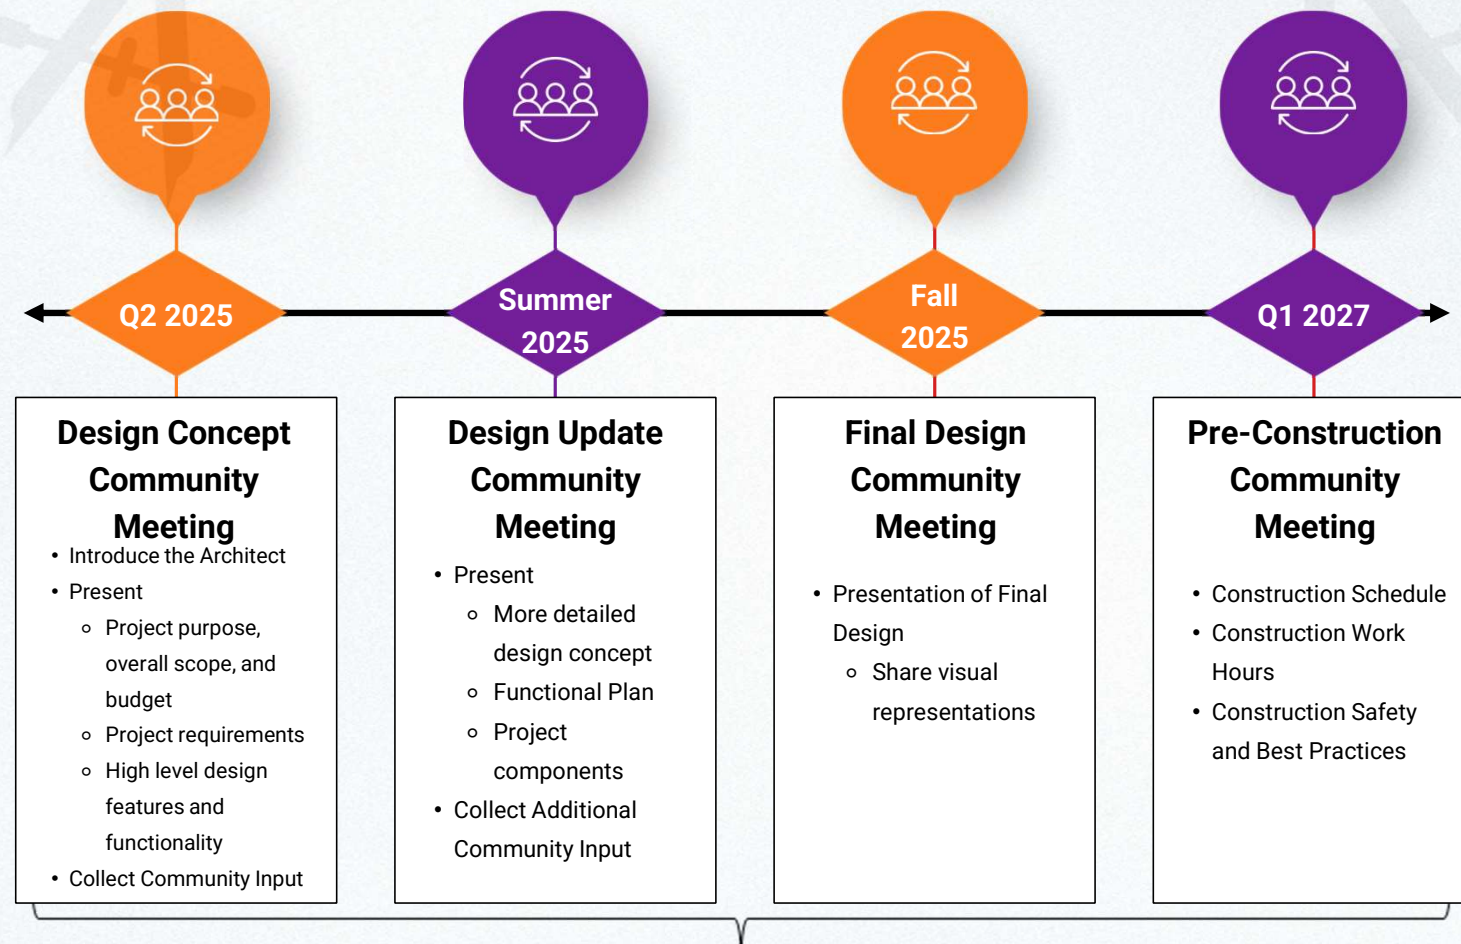 Q2 2025
Summer
2025
Fall
2025
Q1 2027
Design Concept
Community
Meeting
• Introduce the Architect
• Present
○ Project purpose,
overall scope, and
budget
○ Project requirements
○ High level design
features and
functionality
• Collect Community Input
Design Update
Community
Meeting
• Present
○ More detailed
design concept
○ Functional Plan
○ Project
components
• Collect Additional
Community Input
Final Design
Community
Meeting
• Presentation of Final
Design
○ Share visual
representations
Pre-Construction
Community
Meeting
• Construction Schedule
• Construction Work
Hours
• Construction Safety
and Best Practices